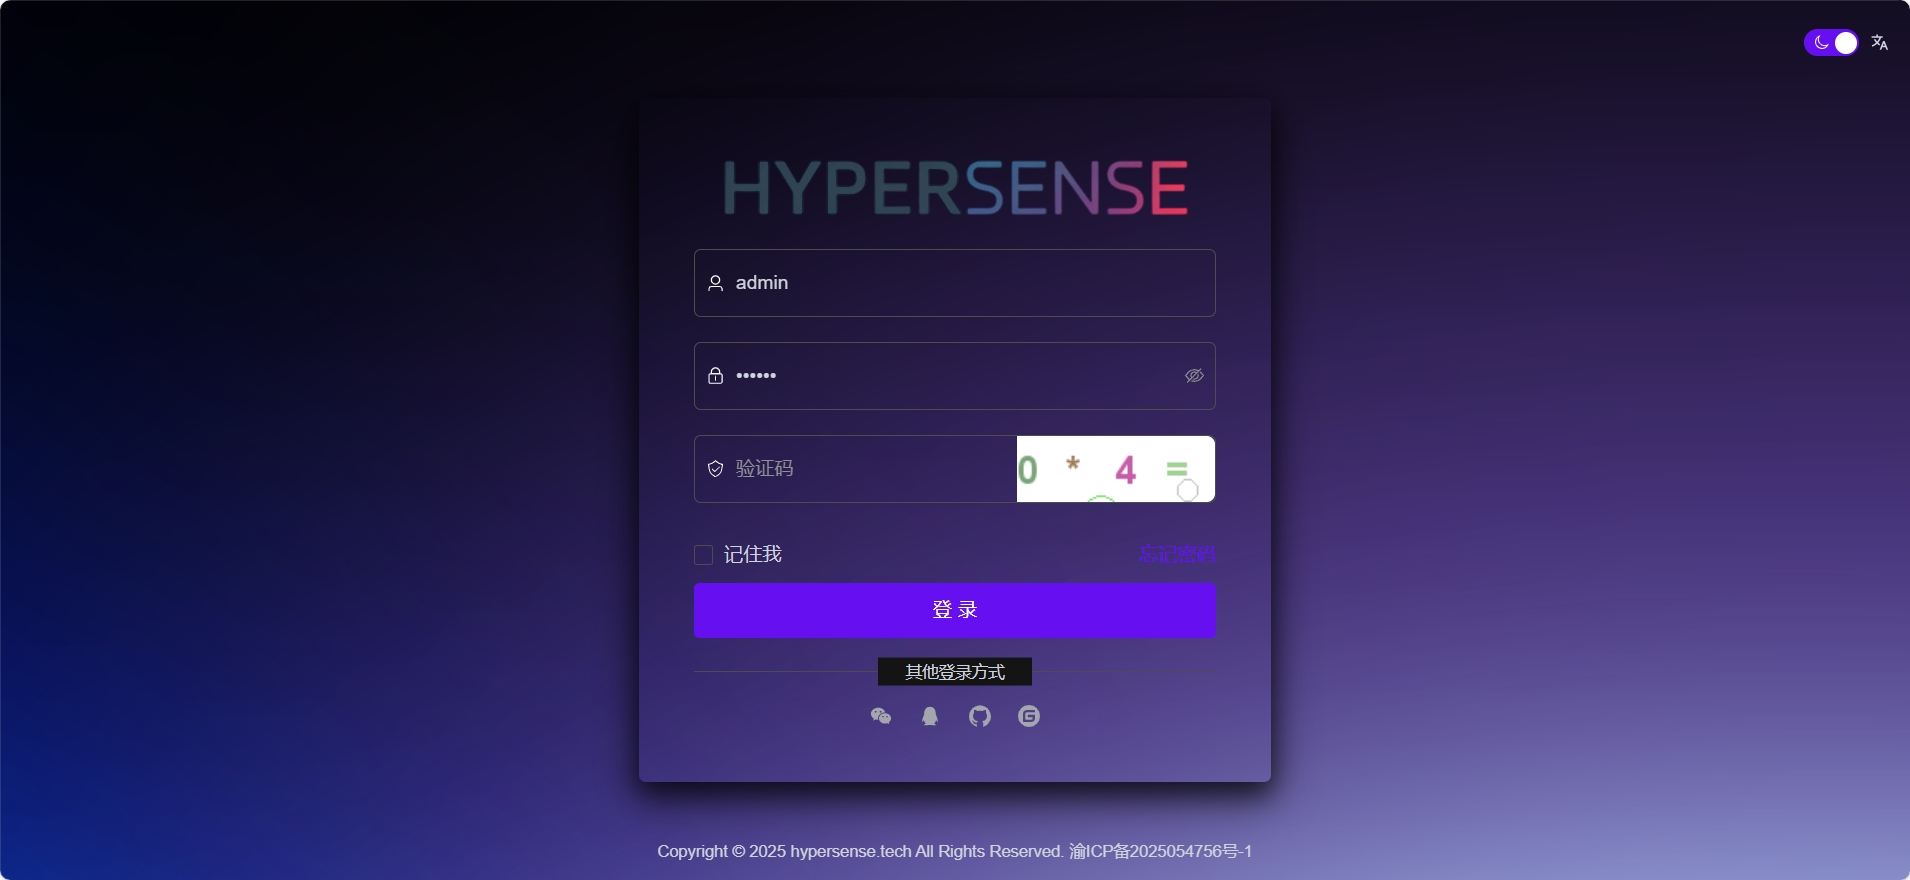 HYPERSENSE
admin
••••••
验证码
0 * 4 =
记住我
忘记密码
登 录
其他登录方式
Copyright © 2025 hypersense.tech All Rights Reserved. 渝ICP备2025054756号-1